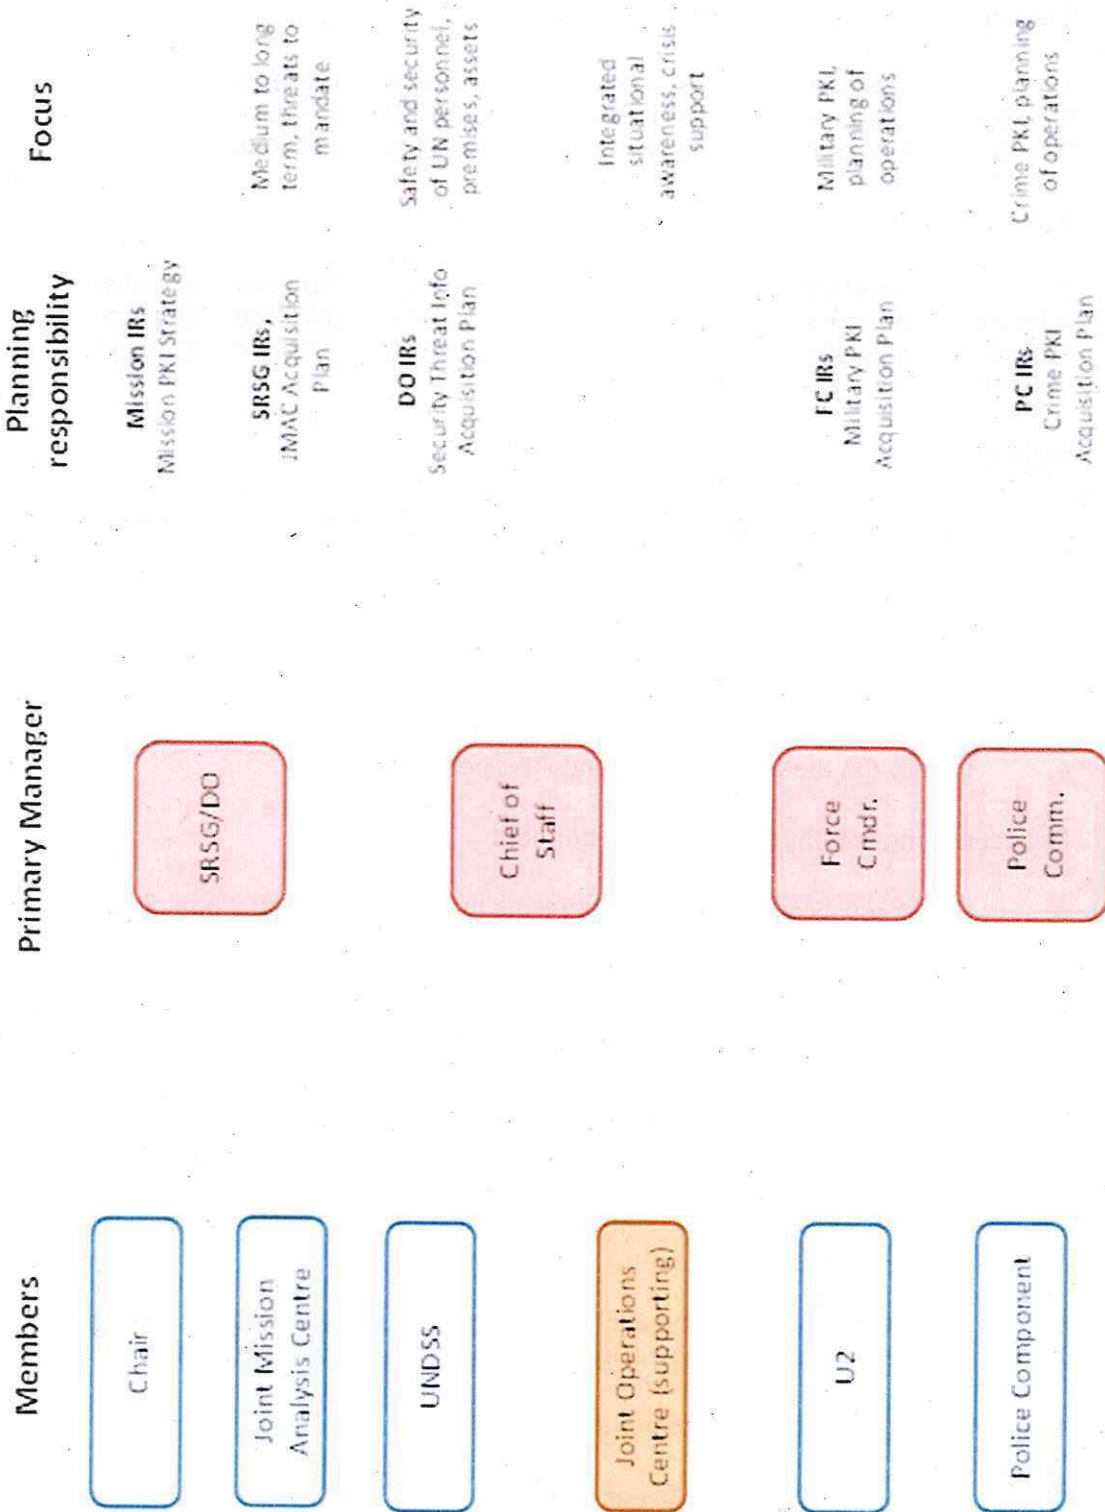 Members
Primary Manager
Planning
responsibility
Focus
Chair
Mission IRs
Mission PKI Strategy
Joint Mission
Analysis Centre
SRSG/DO
SRSG IRs,
JMAC Acquisition
Plan
Medium to long
term, threats to
mandate
UNDSS
DO IRs
Security Threat Info
Acquisition Plan
Safety and security
of UN personnel,
premises, assets
Chief of
Staff
Joint Operations
Centre (supporting)
Integrated
situational
awareness, crisis
support
U2
Force
Cmdr.
FC IRs
Military PKI
Acquisition Plan
Military PKI,
planning of
operations
Police Component
Police
Comm.
PC IRs
Crime PKI
Acquisition Plan
Crime PKI, planning
of operations